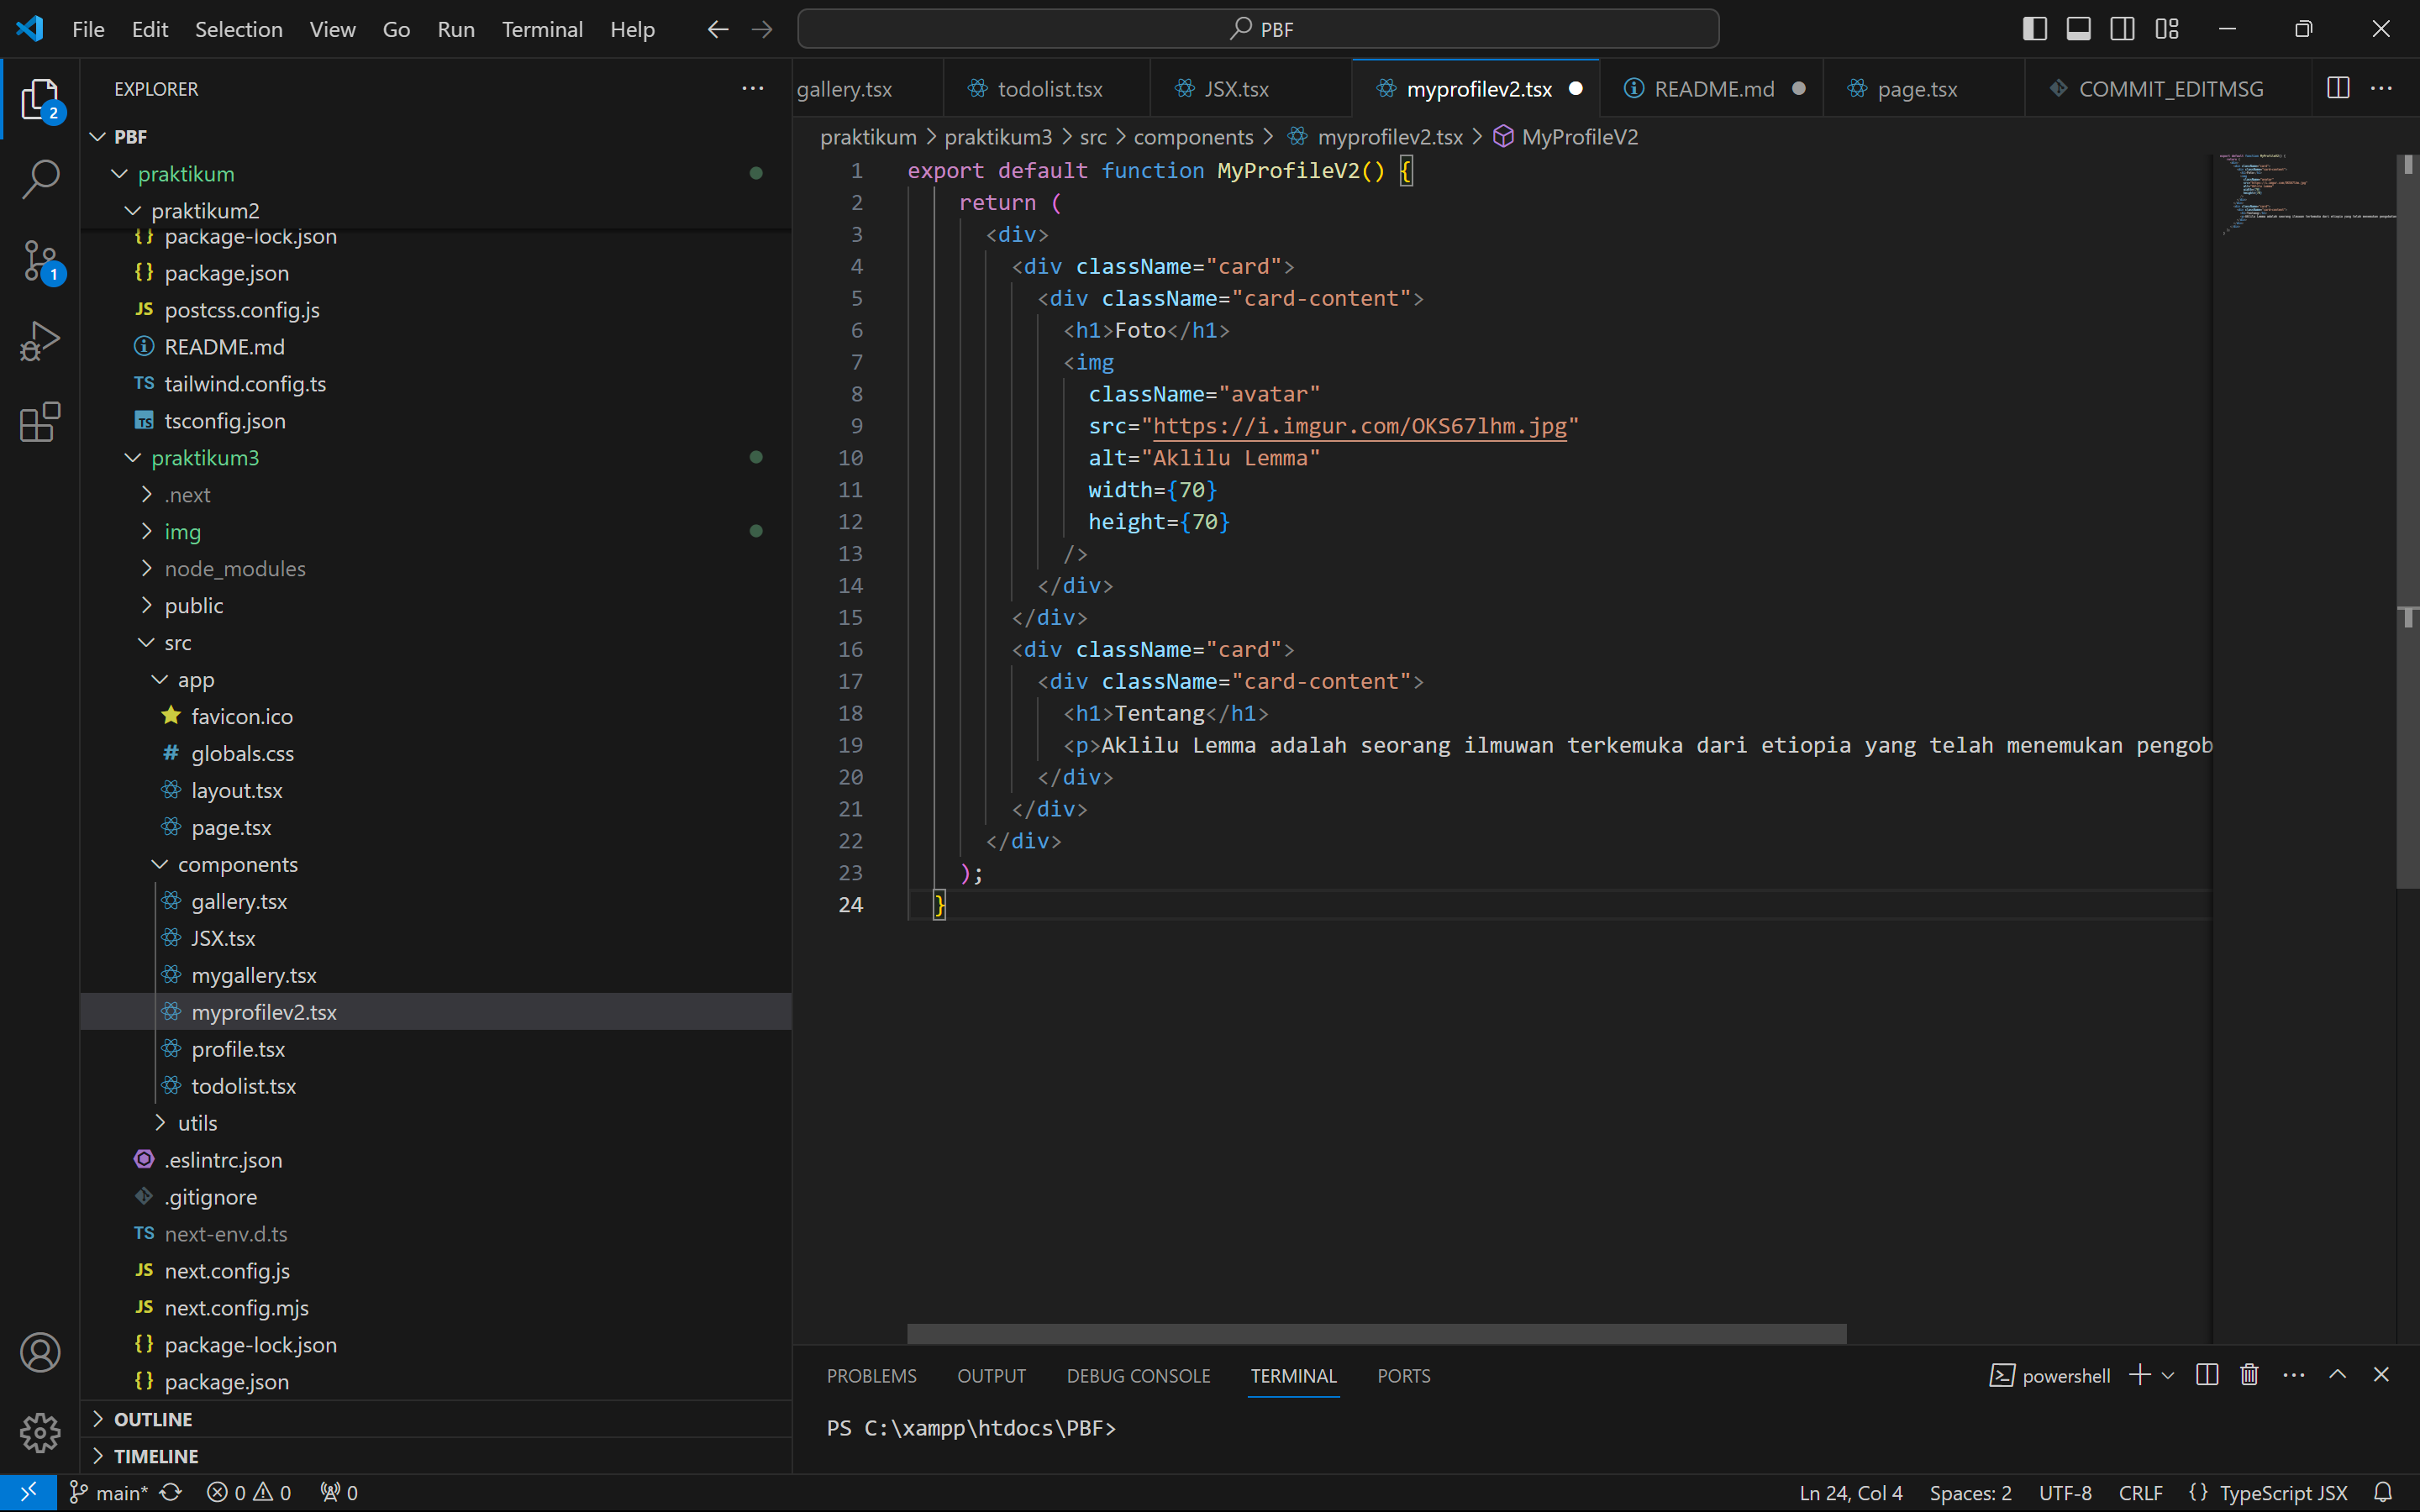 File Edit Selection View Go Run Terminal Help
PBF
EXPLORER
PBF
praktikum
praktikum2
package-lock.json
package.json
postcss.config.js
README.md
tailwind.config.ts
tsconfig.json
praktikum3
.next
img
node_modules
public
src
app
favicon.ico
globals.css
layout.tsx
page.tsx
components
gallery.tsx
JSX.tsx
mygallery.tsx
myprofilev2.tsx
profile.tsx
todolist.tsx
utils
.eslintrc.json
.gitignore
next-env.d.ts
next.config.js
next.config.mjs
package-lock.json
package.json
OUTLINE
TIMELINE
gallery.tsx todolist.tsx JSX.tsx myprofilev2.tsx README.md page.tsx COMMIT_EDITMSG
praktikum > praktikum3 > src > components > myprofilev2.tsx > MyProfileV2
1 export default function MyProfileV2() {
2 return (
3 <div>
4 <div className="card">
5 <div className="card-content">
6 <h1>Foto</h1>
7 <img
8 className="avatar"
9 src="https://i.imgur.com/OKS67lhm.jpg"
10 alt="Aklilu Lemma"
11 width={70}
12 height={70}
13 />
14 </div>
15 </div>
16 <div className="card">
17 <div className="card-content">
18 <h1>Tentang</h1>
19 <p>Aklilu Lemma adalah seorang ilmuwan terkemuka dari etiopia yang telah menemukan pengob
20 </div>
21 </div>
22 </div>
23 );
24 }
PROBLEMS OUTPUT DEBUG CONSOLE TERMINAL PORTS
powershell
PS C:\xampp\htdocs\PBF>
main* 0 0 0
Ln 24, Col 4 Spaces: 2 UTF-8 CRLF {} TypeScript JSX